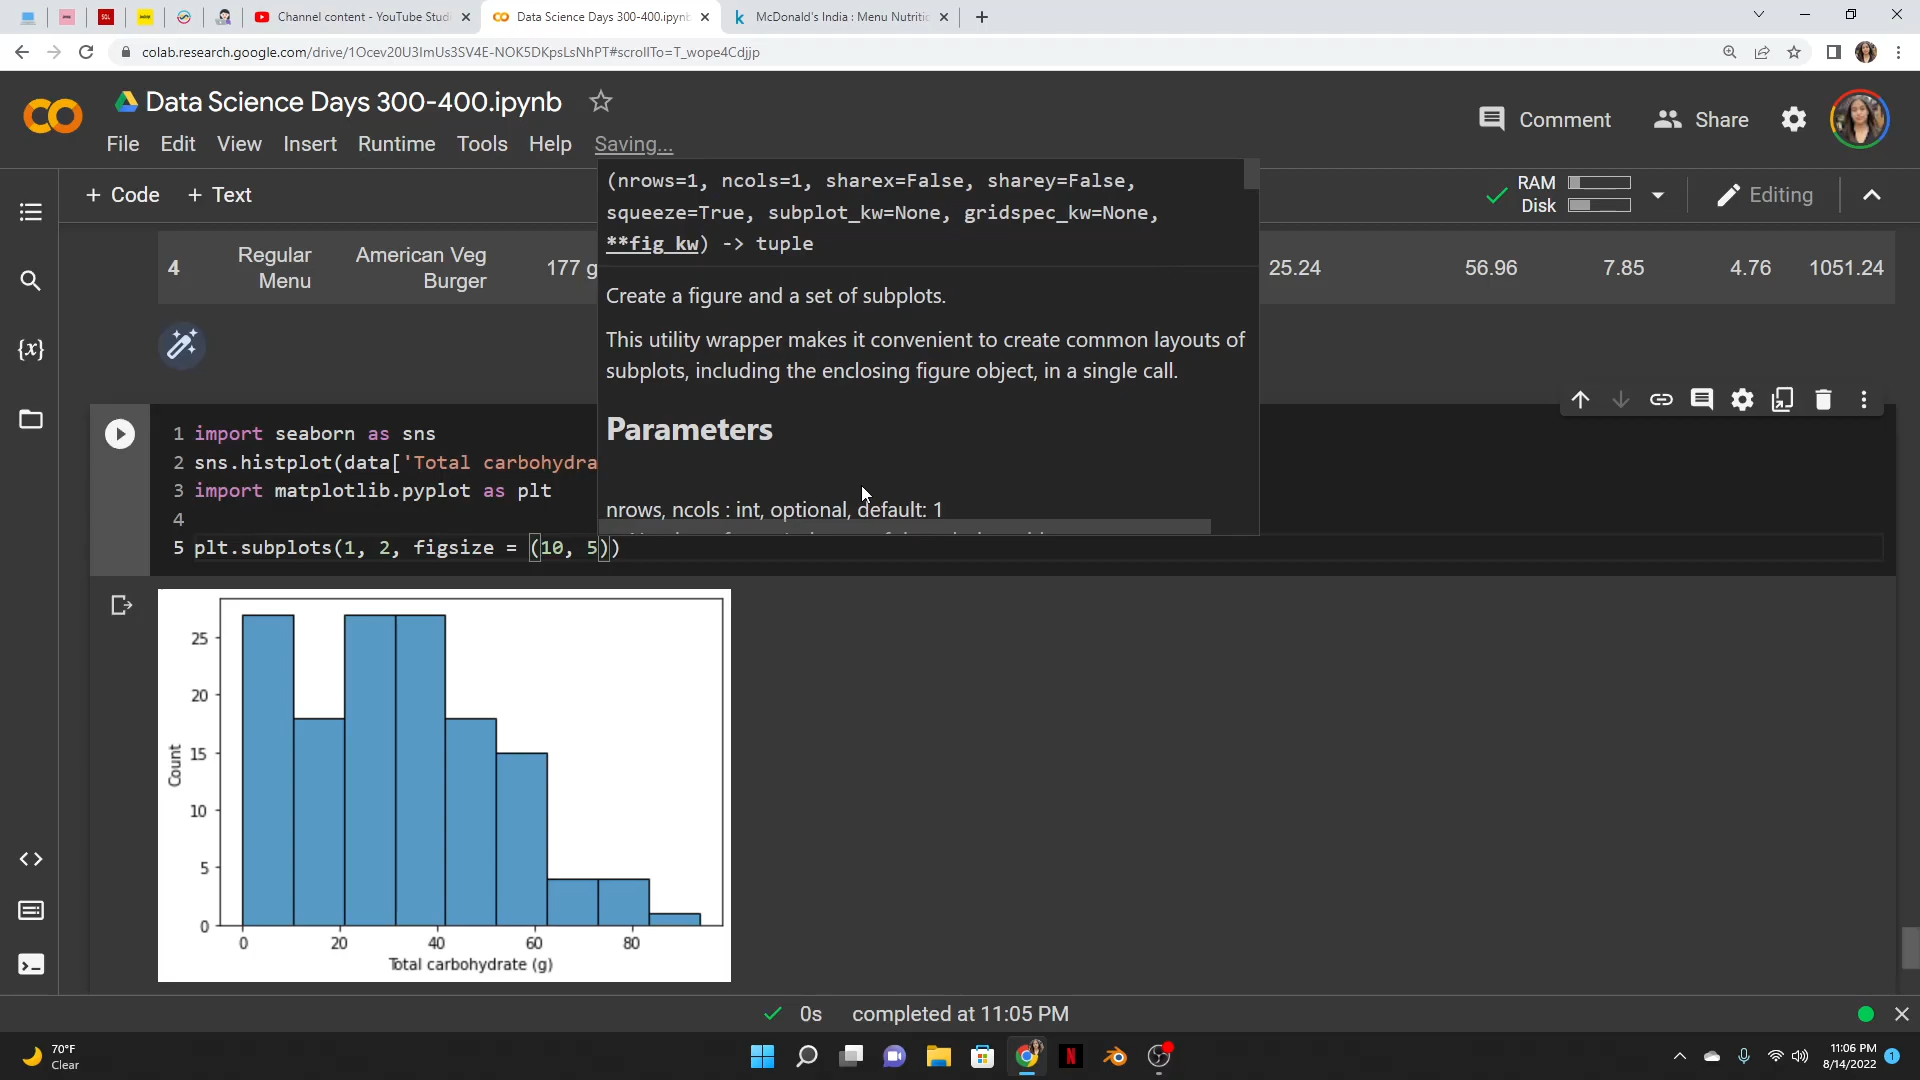 Channel content - YouTube Studi
Data Science Days 300-400.ipynb
McDonald's India : Menu Nutritic
colab.research.google.com/drive/1Ocev20U3ImUs3SV4E-NOK5DKpsLsNhPT#scrollTo=T_wope4Cdjjp
Data Science Days 300-400.ipynb
Comment
Share
File Edit View Insert Runtime Tools Help Saving...
+ Code + Text
RAM
Disk
Editing
(nrows=1, ncols=1, sharex=False, sharey=False,
squeeze=True, subplot_kw=None, gridspec_kw=None,
**fig_kw) -> tuple
4 Regular Menu American Veg Burger 177 g 25.24 56.96 7.85 4.76 1051.24
Create a figure and a set of subplots.
This utility wrapper makes it convenient to create common layouts of
subplots, including the enclosing figure object, in a single call.
Parameters
nrows, ncols : int, optional, default: 1
1 import seaborn as sns
2 sns.histplot(data['Total carbohydra
3 import matplotlib.pyplot as plt
4
5 plt.subplots(1, 2, figsize = (10, 5))
25
20
15
10
5
0
Count
0 20 40 60 80
Total carbohydrate (g)
0s completed at 11:05 PM
70°F
Clear
11:06 PM
8/14/2022
1